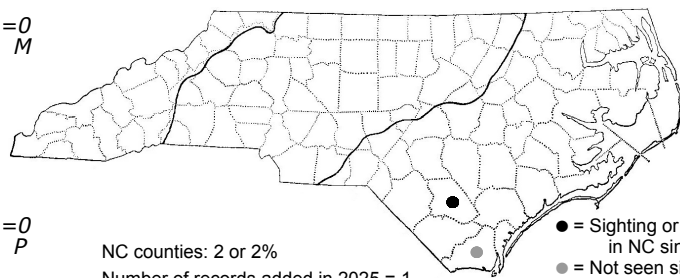 =0
M
=0
P
NC counties: 2 or 2%
Number of records added in 2025 = 1
● = Sighting or
in NC sin
● = Not seen si